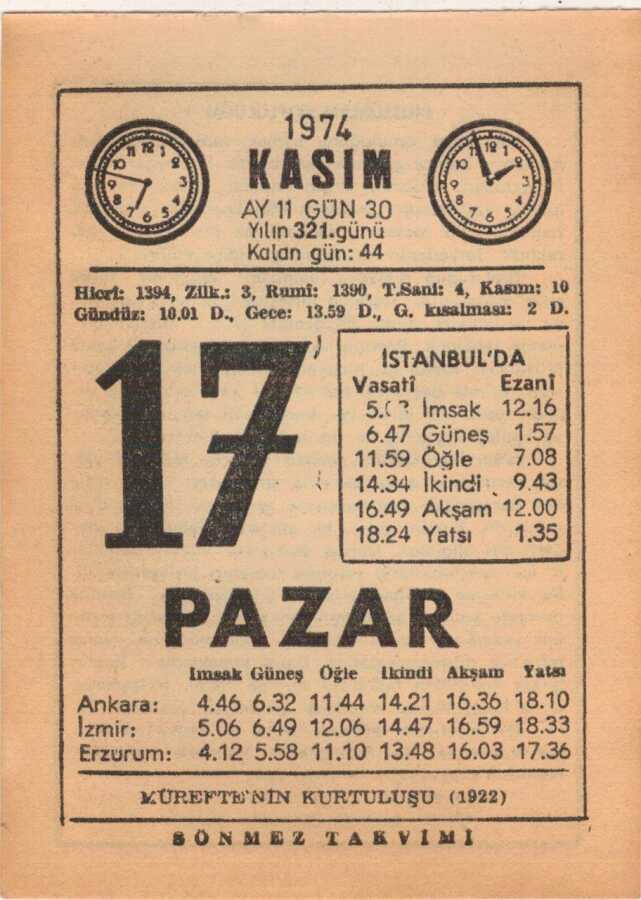 1974
KASIM
AY 11 GÜN 30
Yılın 321.günü
Kalan gün: 44
Hicrî: 1394, Zilk.: 3, Rumî: 1390, T.Sani: 4, Kasım: 10
Gündüz: 10.01 D., Gece: 13.59 D., G. kısalması: 2 D.
17
İSTANBUL'DA
Vasatî Ezanî
İmsak 12.16
6.47 Güneş 1.57
11.59 Öğle 7.08
14.34 İkindi 9.43
16.49 Akşam 12.00
18.24 Yatsı 1.35
PAZAR
İmsak Güneş Öğle İkindi Akşam Yatsı
Ankara: 4.46 6.32 11.44 14.21 16.36 18.10
İzmir: 5.06 6.49 12.06 14.47 16.59 18.33
Erzurum: 4.12 5.58 11.10 13.48 16.03 17.36
MÜREFTE'NİN KURTULUŞU (1922)
SÖNMEZ TAKVİMİ